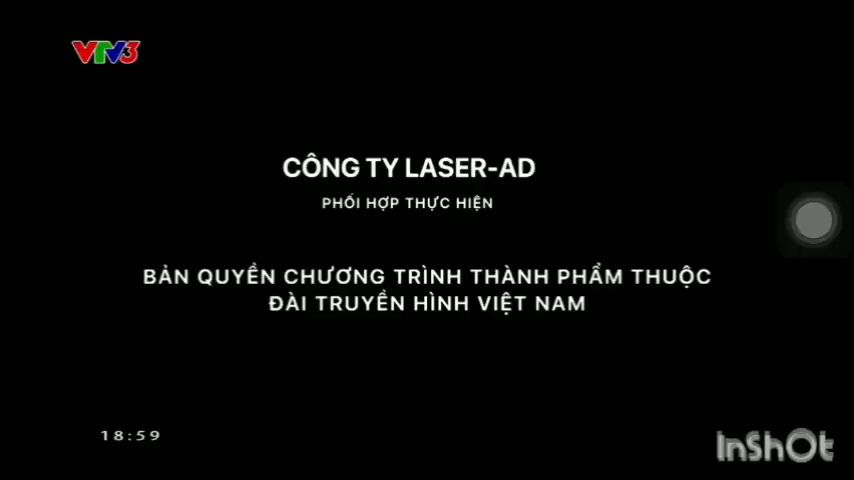 VTV3
CÔNG TY LASER-AD
PHỐI HỢP THỰC HIỆN
BẢN QUYỀN CHƯƠNG TRÌNH THÀNH PHẨM THUỘC
ĐÀI TRUYỀN HÌNH VIỆT NAM
18:59
InShOt